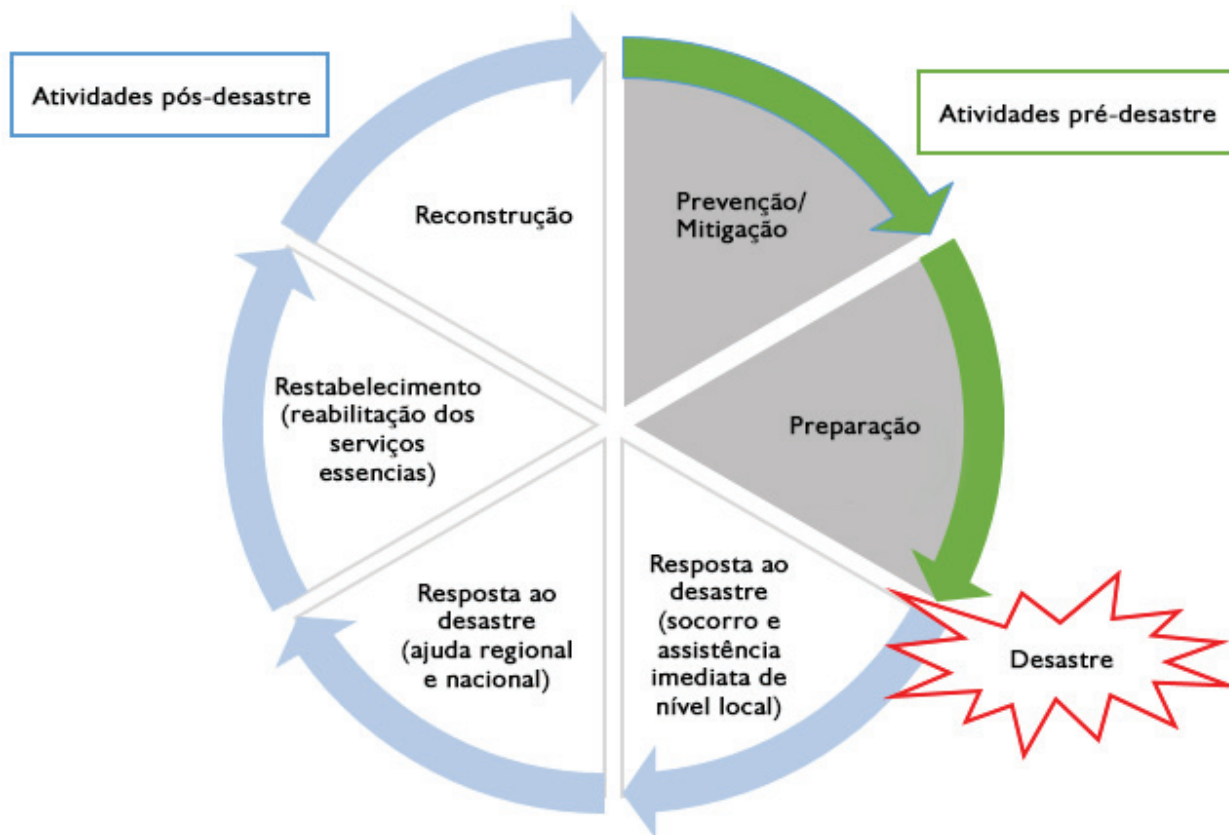 Atividades pós-desastre
Atividades pré-desastre
Reconstrução
Prevenção/
Mitigação
Restabelecimento
(reabilitação dos
serviços
essencias)
Preparação
Resposta ao
desastre
(ajuda regional
e nacional)
Resposta ao
desastre
(socorro e
assistência
imediata de
nível local)
Desastre